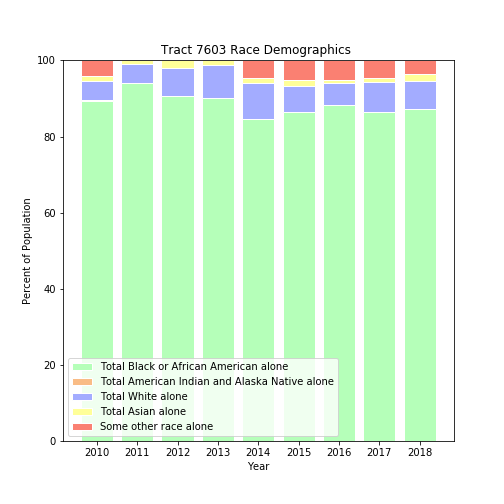 Tract 7603 Race Demographics
100
80
60
40
20
0
Percent of Population
Total Black or African American alone
Total American Indian and Alaska Native alone
Total White alone
Total Asian alone
Some other race alone
2010 2011 2012 2013 2014 2015 2016 2017 2018
Year